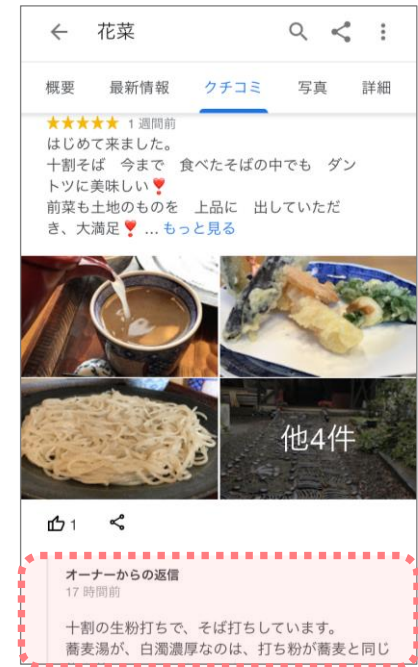 花菜
概要 最新情報 クチコミ 写真 詳細
★★★★★ 1 週間前
はじめて来ました。
十割そば　今まで　食べたそばの中でも　ダン
トツに美味しい❣
前菜も土地のものを　上品に　出していただ
き、大満足❣ … もっと見る
他4件
1
オーナーからの返信
17 時間前
十割の生粉打ちで、そば打ちしています。
蕎麦湯が、白濁濃厚なのは、打ち粉が蕎麦と同じ